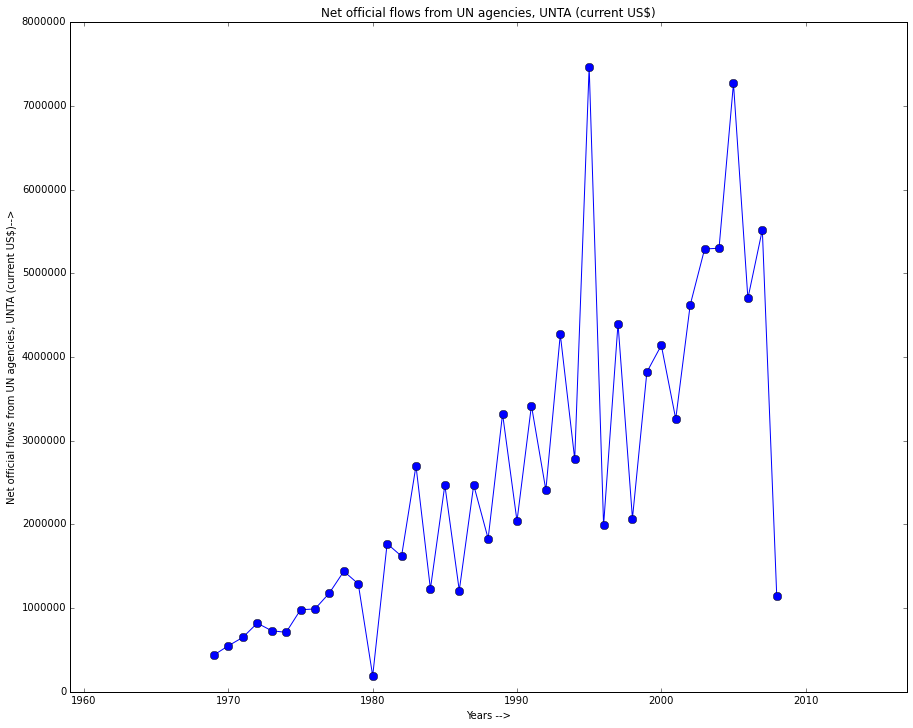 Net official flows from UN agencies, UNTA (current US$)
8000000
7000000
6000000
5000000
4000000
3000000
2000000
1000000
0
Net official flows from UN agencies, UNTA (current US$)-->
1960 1970 1980 1990 2000 2010
Years -->